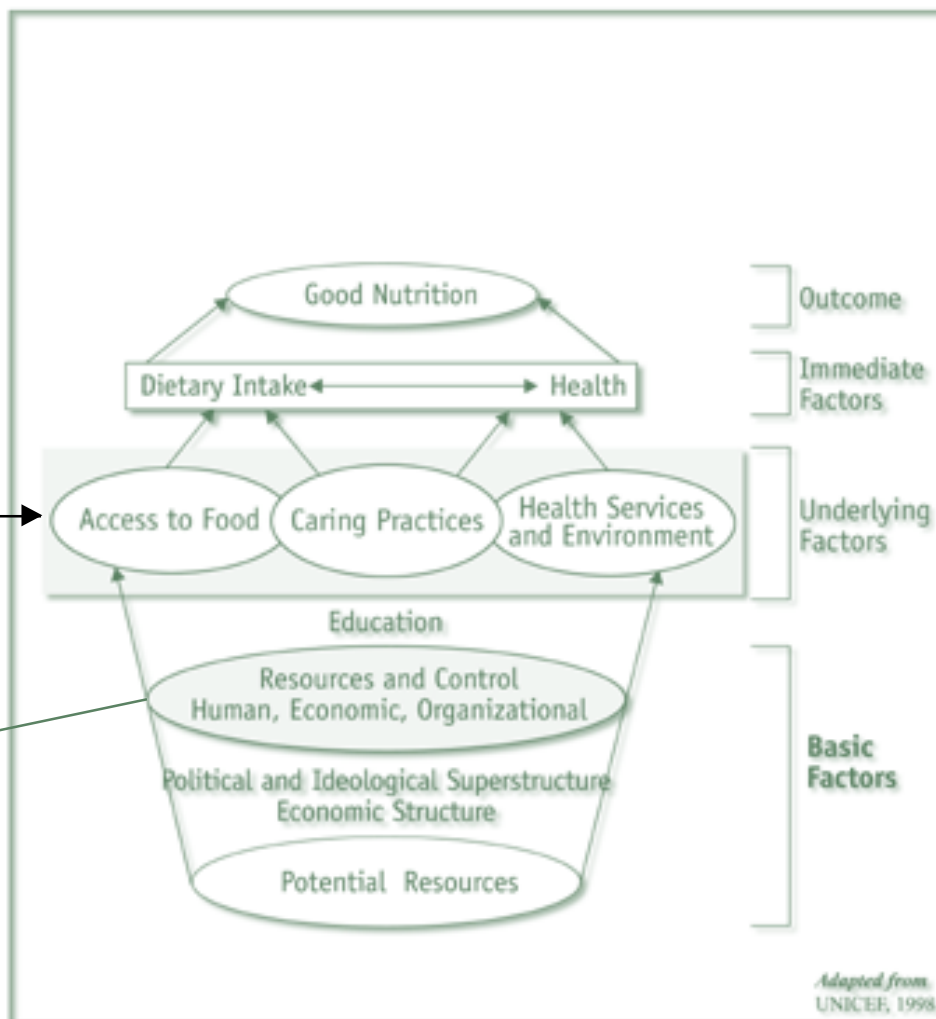 Good Nutrition
Outcome
Dietary Intake
Health
Immediate
Factors
Access to Food
Caring Practices
Health Services
and Environment
Underlying
Factors
Education
Resources and Control
Human, Economic, Organizational
Political and Ideological Superstructure
Economic Structure
Potential Resources
Basic
Factors
Adapted from
UNICEF, 1998